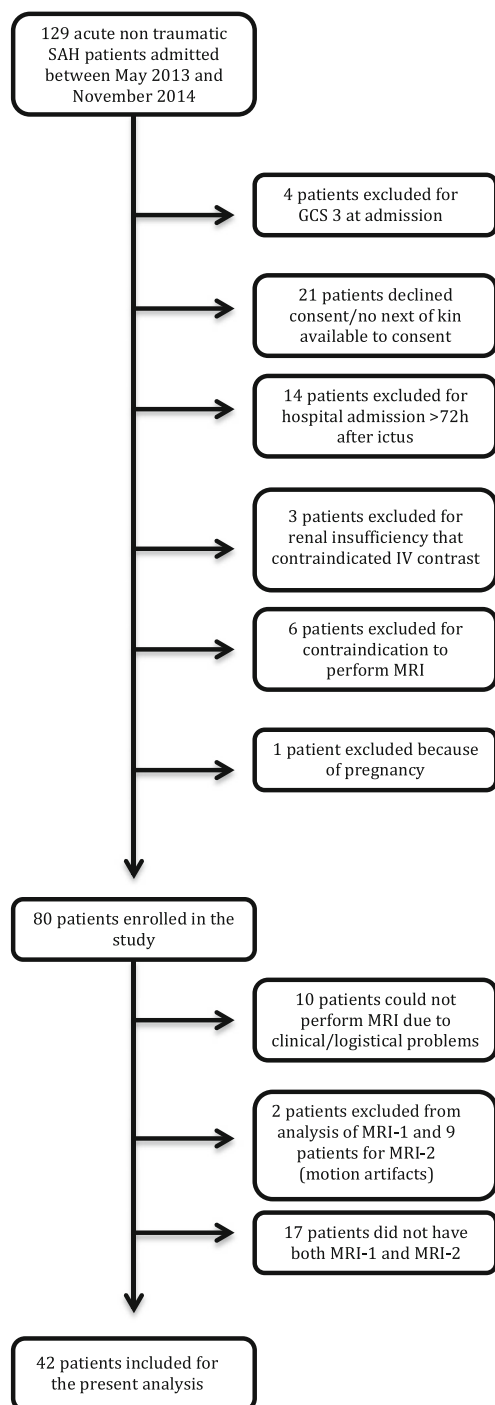 129 acute non traumatic
SAH patients admitted
between May 2013 and
November 2014
4 patients excluded for
GCS 3 at admission
21 patients declined
consent/no next of kin
available to consent
14 patients excluded for
hospital admission >72h
after ictus
3 patients excluded for
renal insufficiency that
contraindicated IV contrast
6 patients excluded for
contraindication to
perform MRI
1 patient excluded because
of pregnancy
80 patients enrolled in the
study
10 patients could not
perform MRI due to
clinical/logistical problems
2 patients excluded from
analysis of MRI-1 and 9
patients for MRI-2
(motion artifacts)
17 patients did not have
both MRI-1 and MRI-2
42 patients included for
the present analysis